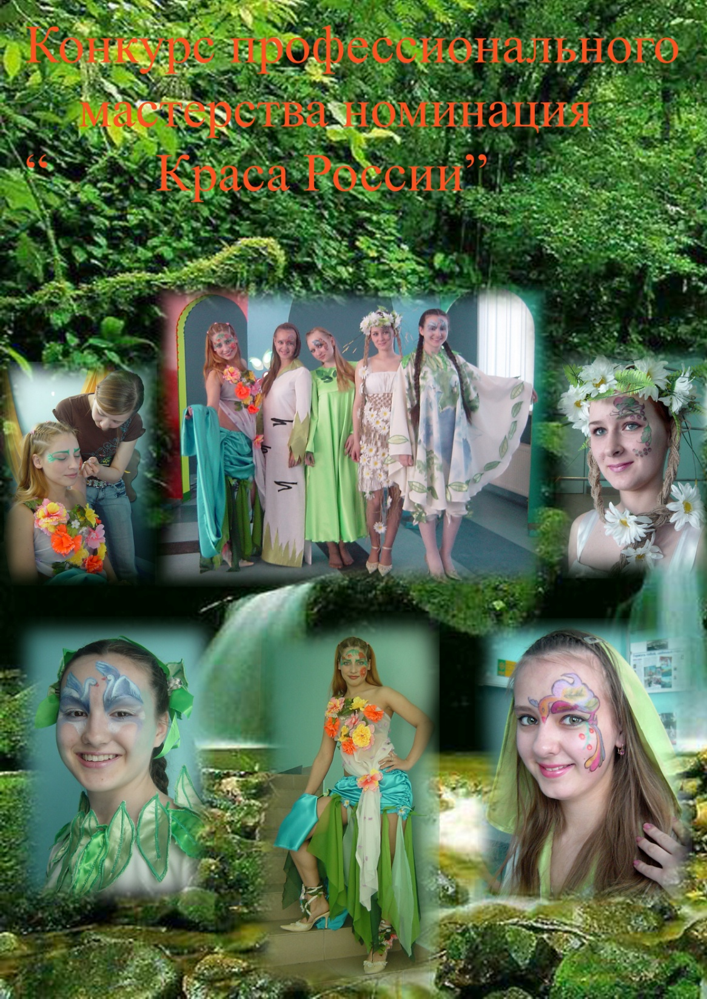 Конкурс профессионального
мастерства номинация
“ Краса России”